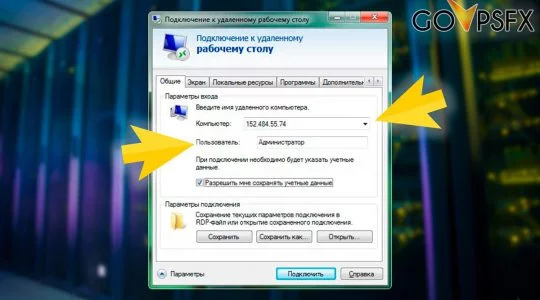 GOVPSFX
Подключение к удаленному рабочему столу
Подключение к удаленному
рабочему столу
Общие Экран Локальные ресурсы Программы Дополнительн
Параметры входа
Введите имя удаленного компьютера.
Компьютер: 152.484.55.74
Пользователь: Администратор
При подключении необходимо будет указать учетные
данные.
Разрешить мне сохранять учетные данные
Параметры подключения
Сохранение текущих параметров подключения в
RDP-файл или открытие сохраненного подключения.
Сохранить Сохранить как... Открыть...
Параметры Подключить Справка